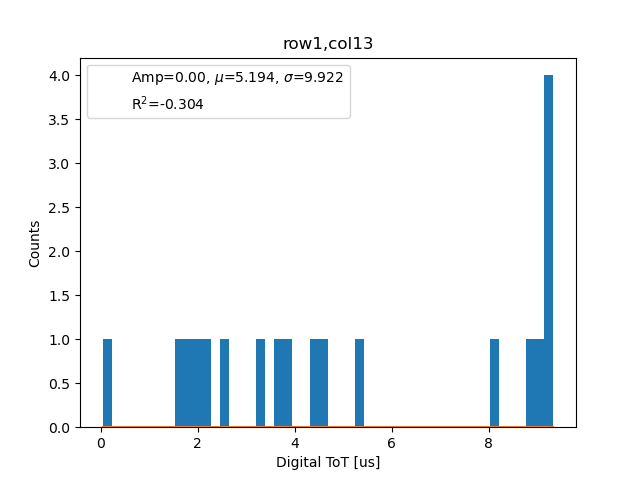 row1,col13
Amp=0.00, μ=5.194, σ=9.922
R²=-0.304
4.0
3.5
3.0
2.5
2.0
1.5
1.0
0.5
0.0
Counts
0 2 4 6 8
Digital ToT [us]